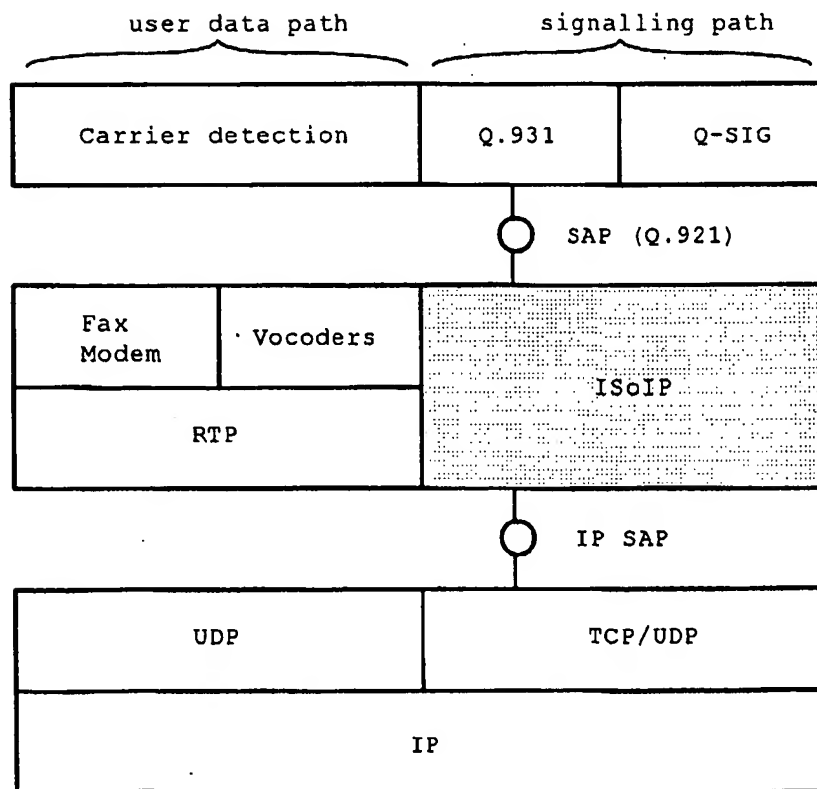 user data path
signalling path
Carrier detection
Q.931
Q-SIG
SAP (Q.921)
Fax
Modem
Vocoders
ISoIP
RTP
IP SAP
UDP
TCP/UDP
IP